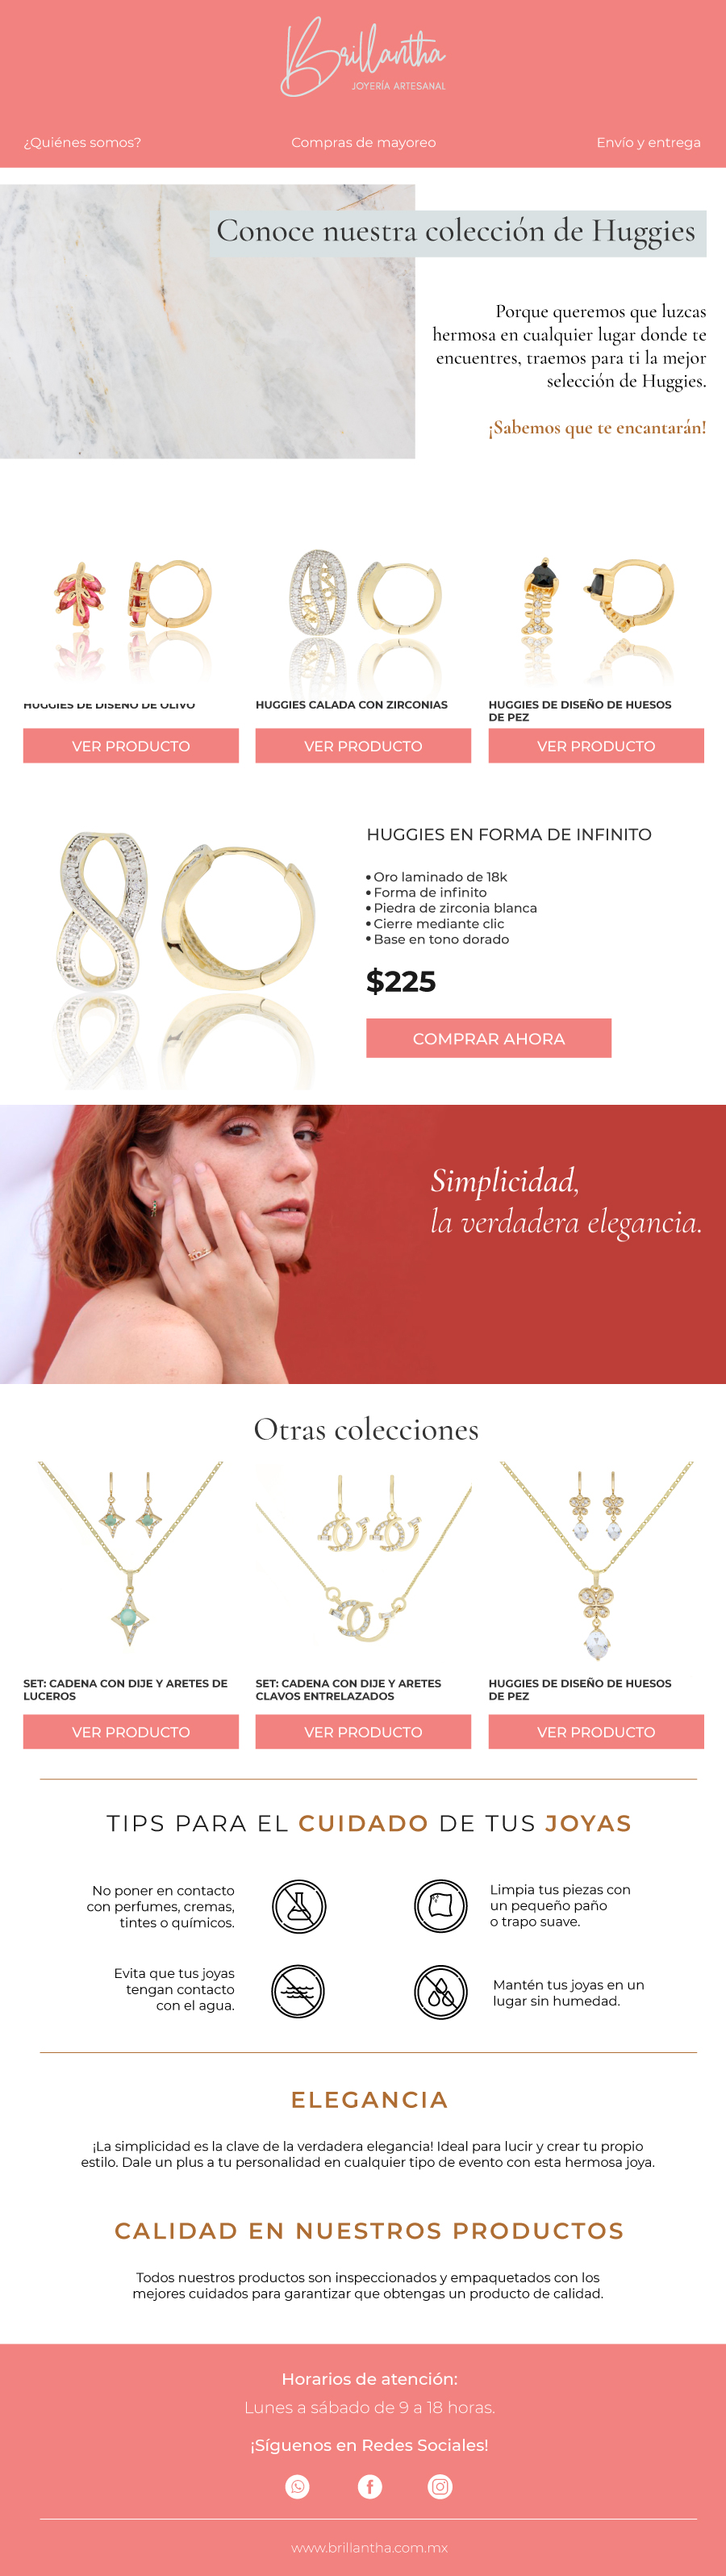 Brillantha
JOYERÍA ARTESANAL
¿Quiénes somos?
Compras de mayoreo
Envío y entrega
Conoce nuestra colección de Huggies
Porque queremos que luzcas
hermosa en cualquier lugar donde te
encuentres, traemos para ti la mejor
selección de Huggies.
¡Sabemos que te encantarán!
HUGGIES DE DISEÑO DE OLIVO
HUGGIES CALADA CON ZIRCONIAS
HUGGIES DE DISEÑO DE HUESOS
DE PEZ
VER PRODUCTO
VER PRODUCTO
VER PRODUCTO
HUGGIES EN FORMA DE INFINITO
• Oro laminado de 18k
• Forma de infinito
• Piedra de zirconia blanca
• Cierre mediante clic
• Base en tono dorado
$225
COMPRAR AHORA
Simplicidad,
la verdadera elegancia.
Otras colecciones
SET: CADENA CON DIJE Y ARETES DE
LUCEROS
SET: CADENA CON DIJE Y ARETES
CLAVOS ENTRELAZADOS
HUGGIES DE DISEÑO DE HUESOS
DE PEZ
VER PRODUCTO
VER PRODUCTO
VER PRODUCTO
TIPS PARA EL CUIDADO DE TUS JOYAS
No poner en contacto
con perfumes, cremas,
tintes o químicos.
Limpia tus piezas con
un pequeño paño
o trapo suave.
Evita que tus joyas
tengan contacto
con el agua.
Mantén tus joyas en un
lugar sin humedad.
ELEGANCIA
¡La simplicidad es la clave de la verdadera elegancia! Ideal para lucir y crear tu propio
estilo. Dale un plus a tu personalidad en cualquier tipo de evento con esta hermosa joya.
CALIDAD EN NUESTROS PRODUCTOS
Todos nuestros productos son inspeccionados y empaquetados con los
mejores cuidados para garantizar que obtengas un producto de calidad.
Horarios de atención:
Lunes a sábado de 9 a 18 horas.
¡Síguenos en Redes Sociales!
www.brillantha.com.mx